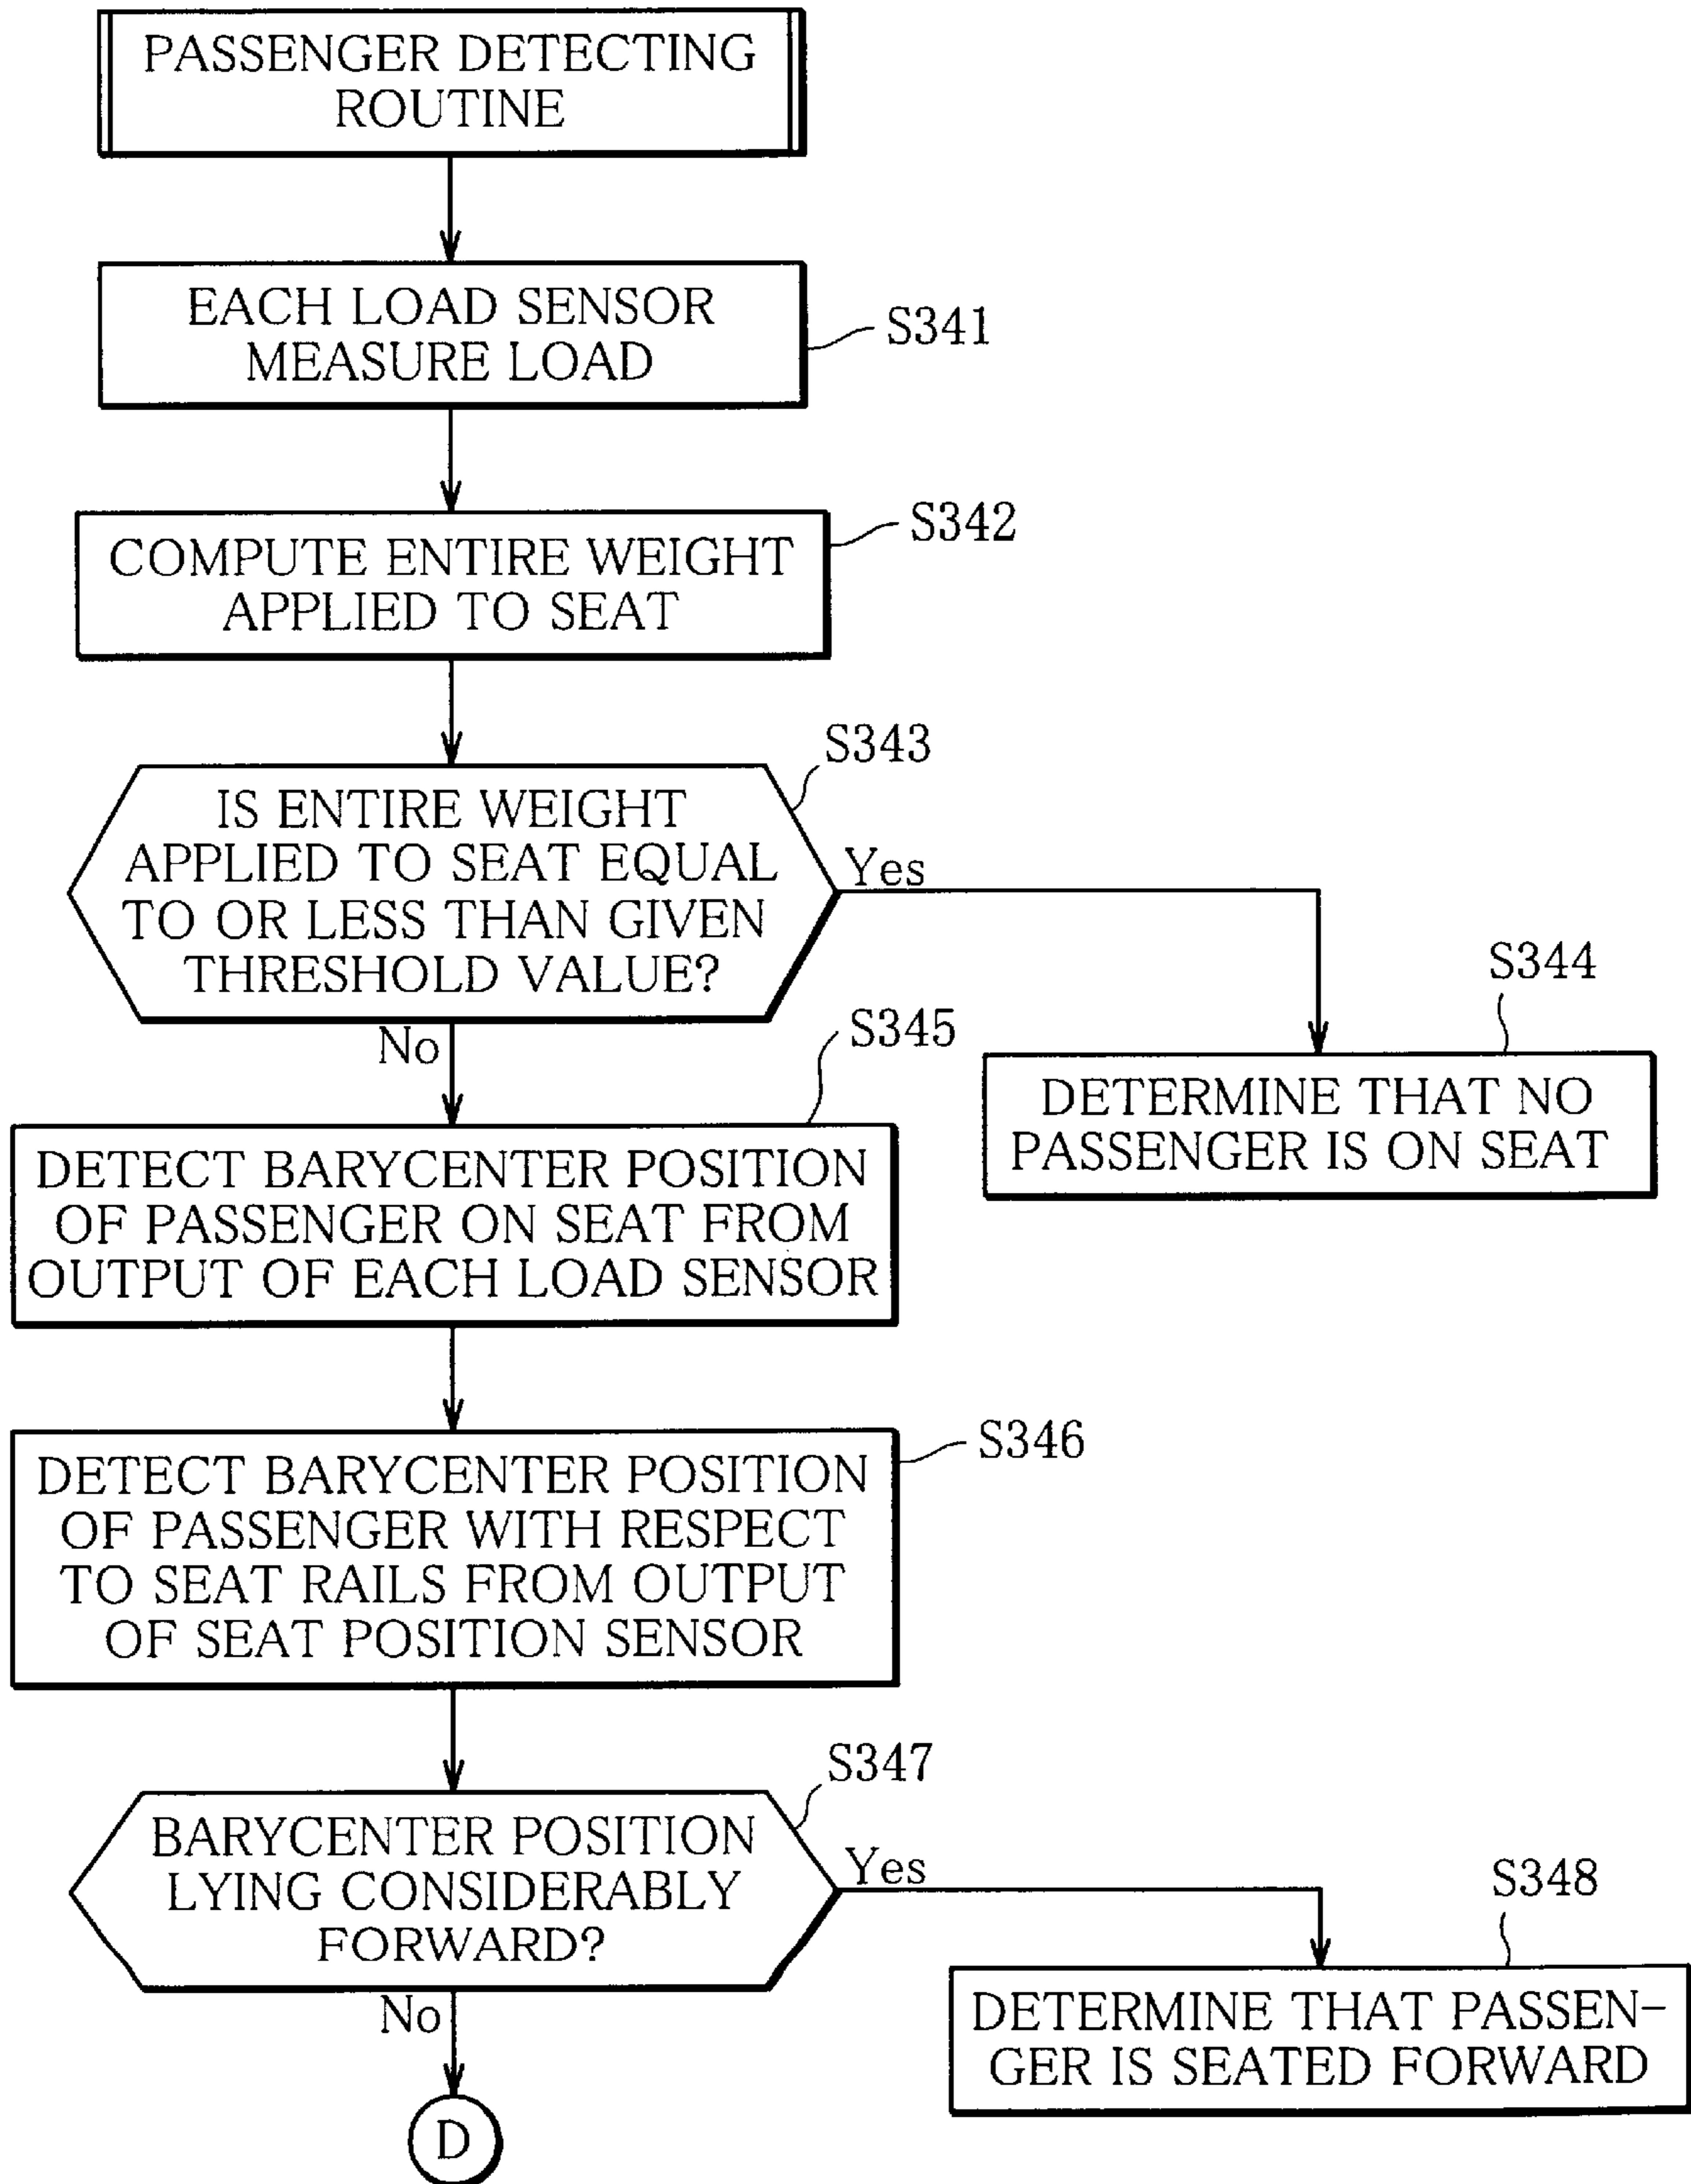 PASSENGER DETECTING
ROUTINE
EACH LOAD SENSOR
MEASURE LOAD
S341
COMPUTE ENTIRE WEIGHT
APPLIED TO SEAT
S342
S343
IS ENTIRE WEIGHT
APPLIED TO SEAT EQUAL
TO OR LESS THAN GIVEN
THRESHOLD VALUE?
Yes
No
S344
DETERMINE THAT NO
PASSENGER IS ON SEAT
S345
DETECT BARYCENTER POSITION
OF PASSENGER ON SEAT FROM
OUTPUT OF EACH LOAD SENSOR
S346
DETECT BARYCENTER POSITION
OF PASSENGER WITH RESPECT
TO SEAT RAILS FROM OUTPUT
OF SEAT POSITION SENSOR
S347
BARYCENTER POSITION
LYING CONSIDERABLY
FORWARD?
Yes
No
S348
DETERMINE THAT PASSEN-
GER IS SEATED FORWARD
D